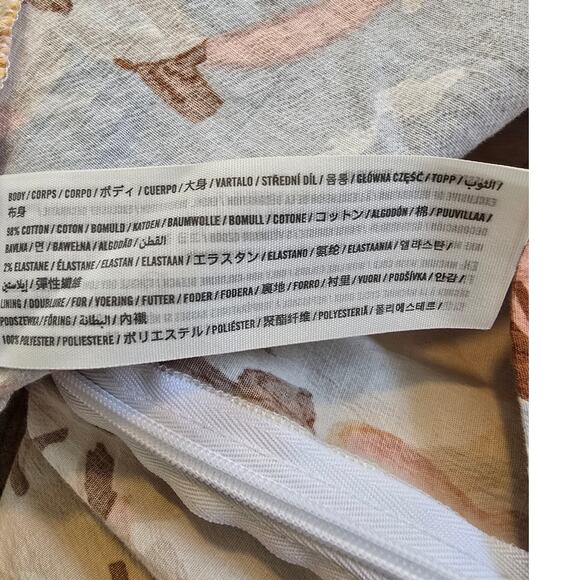 BODY / CORPS / CORPO / ボディ / CUERPO / 大身 / VARTALO / STŘEDNÍ DÍL / 몸통 / GŁÓWNA CZĘŚĆ / TOPP / الثوب /
布身
98% COTTON / COTON / BOMULD / KATOEN / BAUMWOLLE / BOMULL / COTONE / コットン / ALGODÓN / 棉 / PUUVILLAA /
BAVLNA / 면 / BAWEŁNA / ALGODÃO / القطن /
2% ELASTANE / ÉLASTANE / ELASTAN / ELASTAAN / エラスタン / ELASTANO / 氨纶 / ELASTAANIA / 엘라스탄 /
إيلاستين / 彈性纖維
LINING / DOUBLURE / FOR / VOERING / FUTTER / FODER / FODERA / 裏地 / FORRO / 衬里 / VUORI / PODŠÍVKA / 안감 /
PODSZEWKA / FÔRING / البطانة / 內襯
100% POLYESTER / POLIESTERE / ポリエステル / POLIÉSTER / 聚酯纤维 / POLYESTERIÄ / 폴리에스테르 /